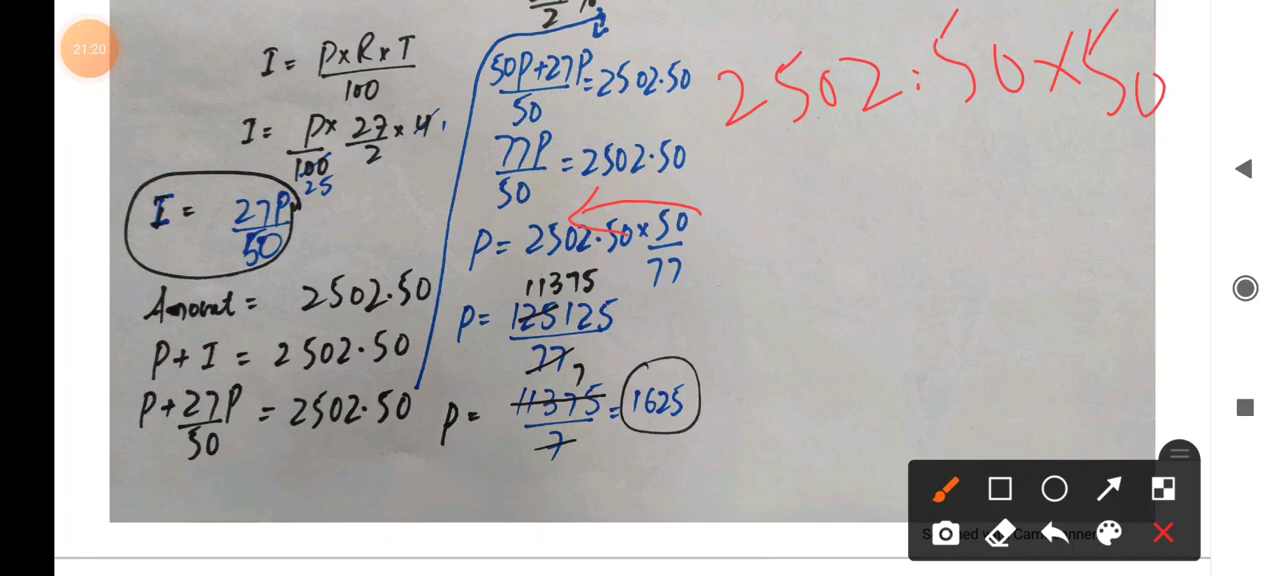 21:20
2 %
I = P×R×T
100
I = P× 27 × 4
100 2
25
I = 27P
50
Amount = 2502.50
P + I = 2502.50
P + 27P = 2502.50
50
50P+27P = 2502.50
50
77P = 2502.50
50
P = 2502.50 × 50
77
11375
P = 125125
77
7
P = 11375 = 1625
7
2502.50×50